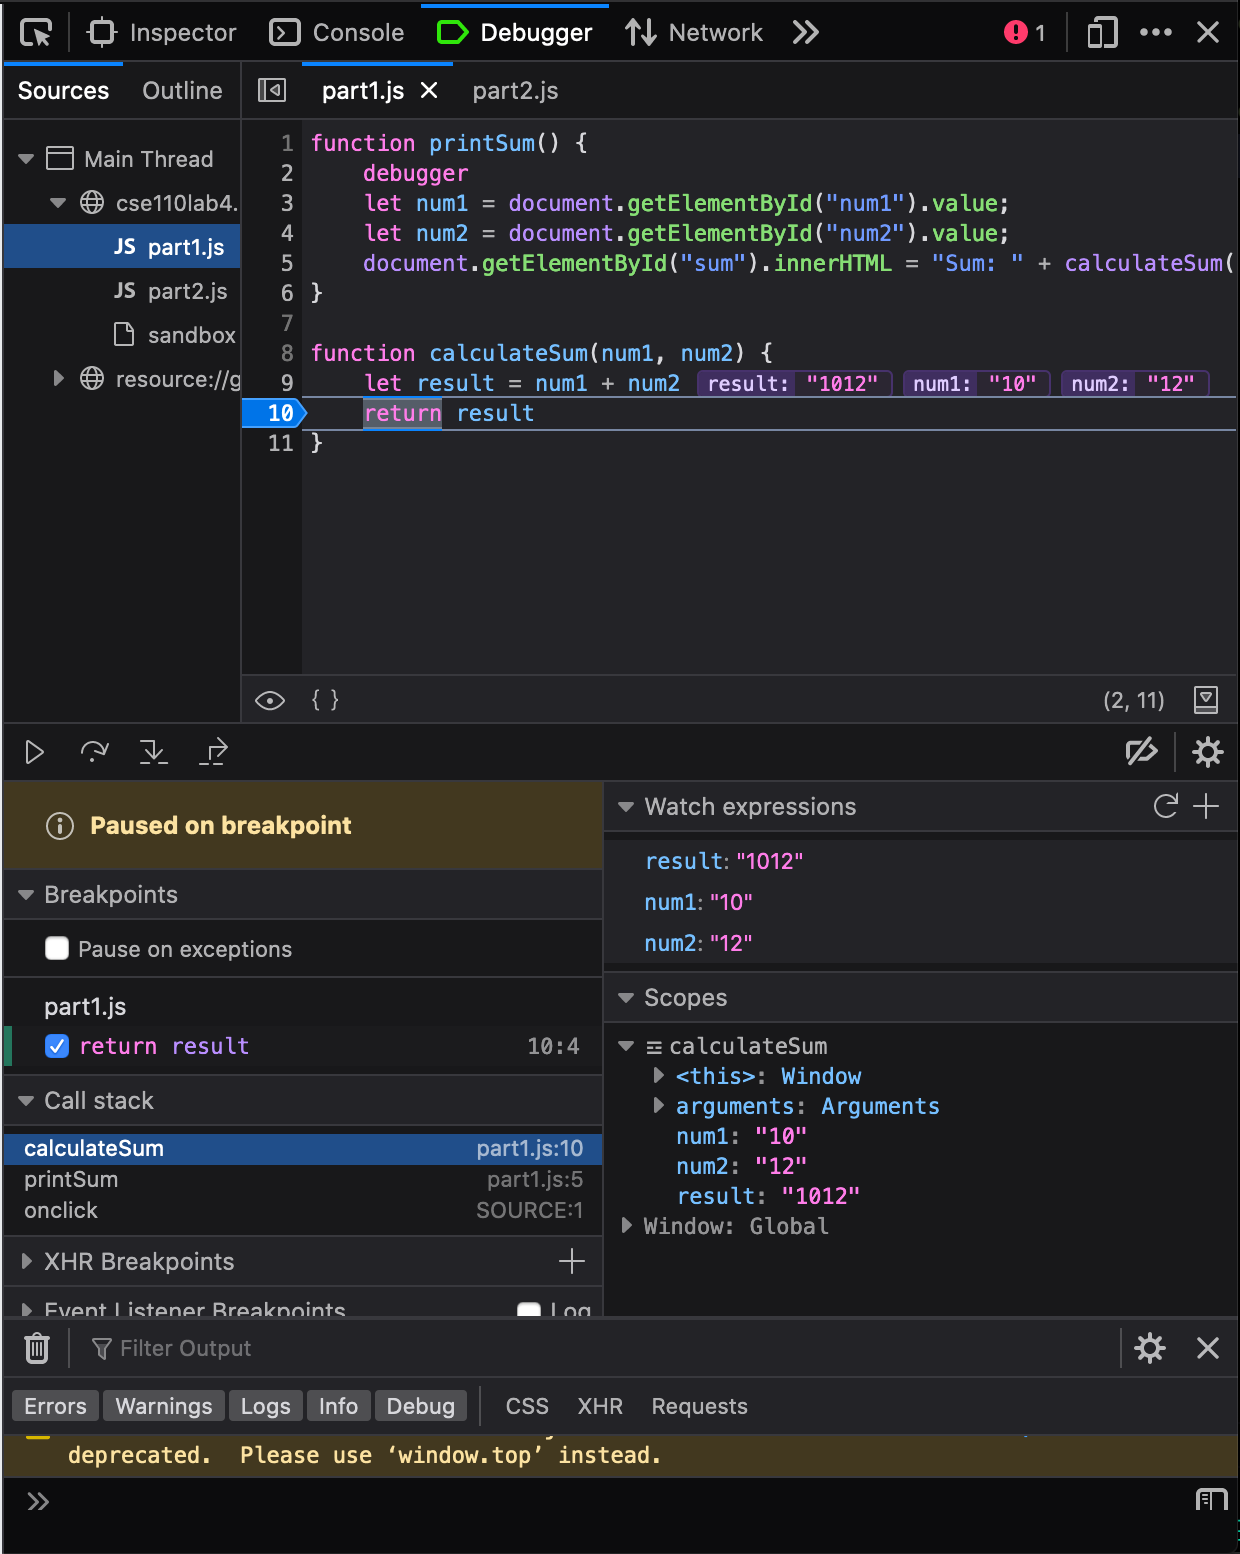 Inspector Console Debugger Network 1
Sources Outline part1.js part2.js
Main Thread
cse110lab4.
JS part1.js
JS part2.js
sandbox
resource://g
1 function printSum() {
2 debugger
3 let num1 = document.getElementById("num1").value;
4 let num2 = document.getElementById("num2").value;
5 document.getElementById("sum").innerHTML = "Sum: " + calculateSum(
6 }
7
8 function calculateSum(num1, num2) {
9 let result = num1 + num2 result: "1012" num1: "10" num2: "12"
10 return result
11 }
{ } (2, 11)
Paused on breakpoint
Breakpoints
Pause on exceptions
part1.js
return result 10:4
Call stack
calculateSum part1.js:10
printSum part1.js:5
onclick SOURCE:1
XHR Breakpoints
Event Listener Breakpoints Log
Watch expressions
result: "1012"
num1: "10"
num2: "12"
Scopes
calculateSum
<this>: Window
arguments: Arguments
num1: "10"
num2: "12"
result: "1012"
Window: Global
Filter Output
Errors Warnings Logs Info Debug CSS XHR Requests
deprecated. Please use ‘window.top’ instead.